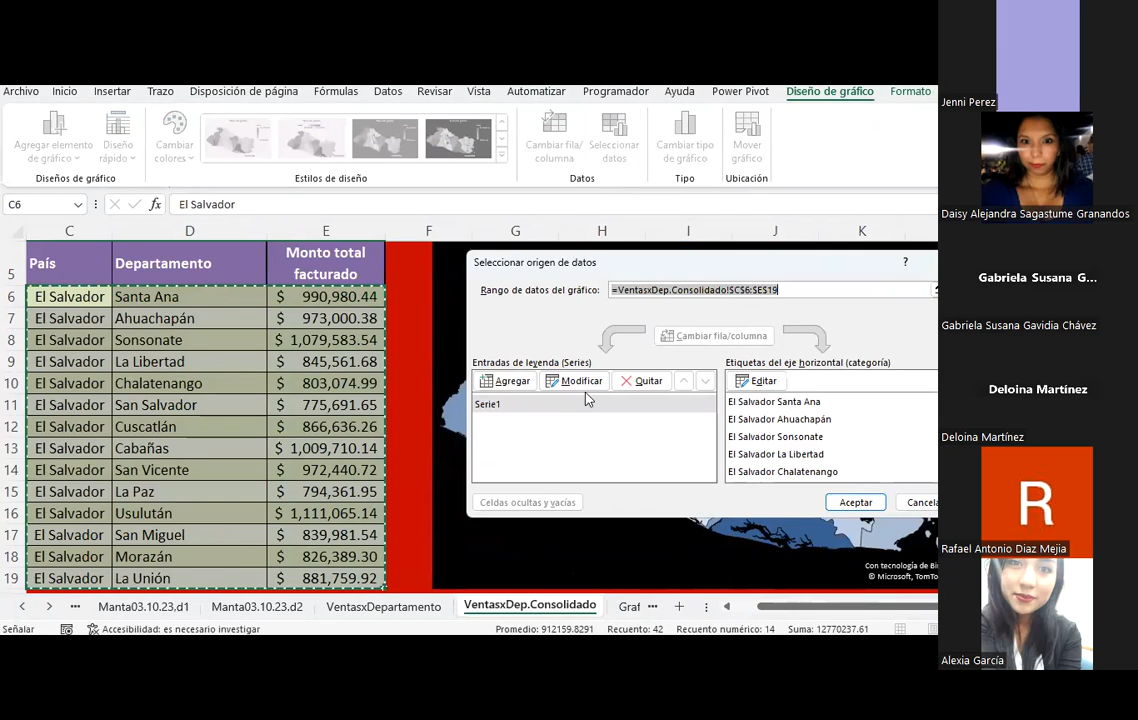 Archivo Inicio Insertar Trazo Disposición de página Fórmulas Datos Revisar Vista Automatizar Programador Ayuda Power Pivot Diseño de gráfico Formato
Agregar elemento de gráfico
Diseño rápido
Cambiar colores
Cambiar fila/ columna
Seleccionar datos
Cambiar tipo de gráfico
Mover gráfico
Diseños de gráfico Estilos de diseño Datos Tipo Ubicación
C6 fx El Salvador
C D E F G H I J K
5 País Departamento Monto total facturado
6 El Salvador Santa Ana $ 990,980.44
7 El Salvador Ahuachapán $ 973,000.38
8 El Salvador Sonsonate $ 1,079,583.54
9 El Salvador La Libertad $ 845,561.68
10 El Salvador Chalatenango $ 803,074.99
11 El Salvador San Salvador $ 775,691.65
12 El Salvador Cuscatlán $ 866,636.26
13 El Salvador Cabañas $ 1,009,710.14
14 El Salvador San Vicente $ 972,440.72
15 El Salvador La Paz $ 794,361.95
16 El Salvador Usulután $ 1,111,065.14
17 El Salvador San Miguel $ 839,981.54
18 El Salvador Morazán $ 826,389.30
19 El Salvador La Unión $ 881,759.92
Seleccionar origen de datos ?
Rango de datos del gráfico: =VentasxDep.Consolidado!$C$6:$E$19
Cambiar fila/columna
Entradas de leyenda (Series)
Agregar Modificar Quitar
Serie1
Etiquetas del eje horizontal (categoría)
Editar
El Salvador Santa Ana
El Salvador Ahuachapán
El Salvador Sonsonate
El Salvador La Libertad
El Salvador Chalatenango
Celdas ocultas y vacías Aceptar Cancela
Con tecnología de Bin
© Microsoft, TomTo
Manta03.10.23,d1 Manta03.10.23.d2 VentasxDepartamento VentasxDep.Consolidado Graf
Señalar Accesibilidad: es necesario investigar Promedio: 912159.8291 Recuento: 42 Recuento numérico: 14 Suma: 12770237.61
Jenni Perez
Daisy Alejandra Sagastume Granandos
Gabriela Susana G...
Gabriela Susana Gavidia Chávez
Deloina Martínez
Deloina Martínez
R
Rafael Antonio Diaz Mejia
Alexia García